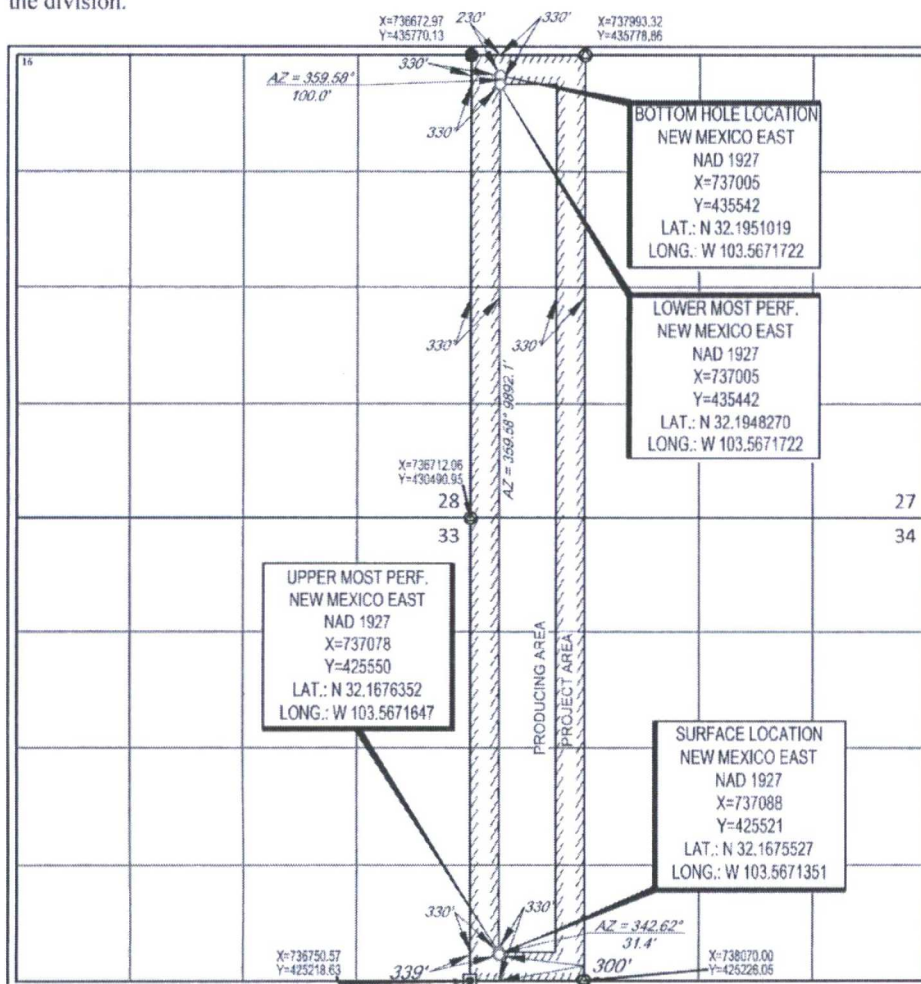 the division.
X=736672.97
Y=435770.13
230'
330'
X=737993.32
Y=435778.86
16
330'
AZ = 359.58°
100.0'
330'
BOTTOM HOLE LOCATION
NEW MEXICO EAST
NAD 1927
X=737005
Y=435542
LAT.: N 32.1951019
LONG.: W 103.5671722
LOWER MOST PERF.
NEW MEXICO EAST
NAD 1927
X=737005
Y=435442
LAT.: N 32.1948270
LONG.: W 103.5671722
330'
330'
AZ = 359.58° 9892.1'
X=736712.06
Y=430490.95
28
27
33
34
UPPER MOST PERF.
NEW MEXICO EAST
NAD 1927
X=737078
Y=425550
LAT.: N 32.1676352
LONG.: W 103.5671647
PRODUCING AREA
PROJECT AREA
SURFACE LOCATION
NEW MEXICO EAST
NAD 1927
X=737088
Y=425521
LAT.: N 32.1675527
LONG.: W 103.5671351
330'
330'
AZ = 342.62°
31.4'
X=736750.57
Y=425218.63
339'
300'
X=738070.00
Y=425226.05